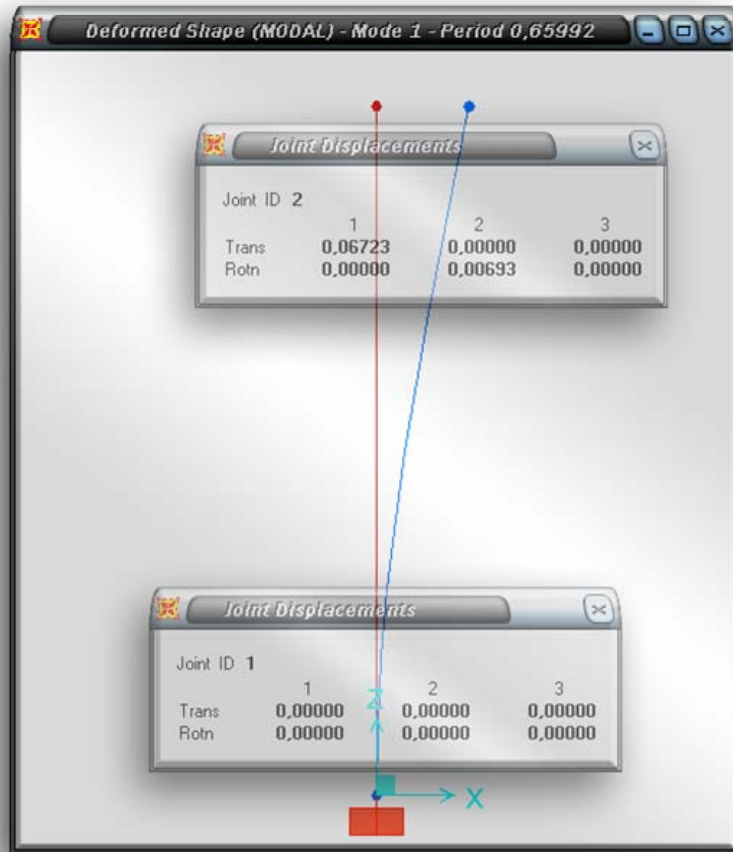 Deformed Shape (MODAL) - Mode 1 - Period 0,65992
Joint Displacements
Joint ID 2
1 2 3
Trans 0,06723 0,00000 0,00000
Rotn 0,00000 0,00693 0,00000
Joint Displacements
Joint ID 1
1 2 3
Trans 0,00000 0,00000 0,00000
Rotn 0,00000 0,00000 0,00000
Z
X